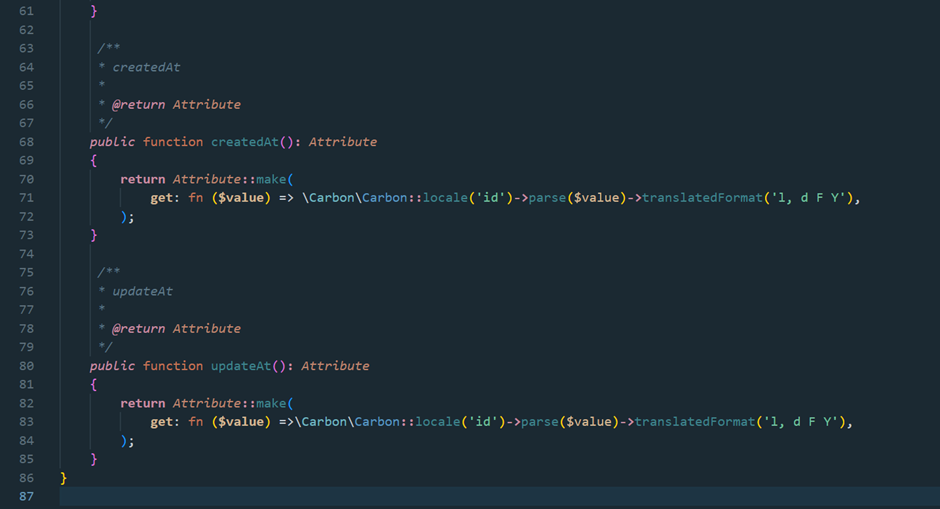 61 }
62
63 /**
64 * createdAt
65 *
66 * @return Attribute
67 */
68 public function createdAt(): Attribute
69 {
70 return Attribute::make(
71 get: fn ($value) => \Carbon\Carbon::locale('id')->parse($value)->translatedFormat('l, d F Y'),
72 );
73 }
74
75 /**
76 * updateAt
77 *
78 * @return Attribute
79 */
80 public function updateAt(): Attribute
81 {
82 return Attribute::make(
83 get: fn ($value) =>\Carbon\Carbon::locale('id')->parse($value)->translatedFormat('l, d F Y'),
84 );
85 }
86 }
87